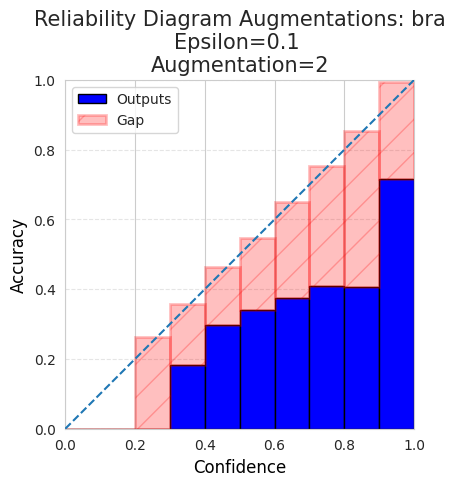 Reliability Diagram Augmentations: bra
Epsilon=0.1
Augmentation=2
1.0
Outputs
Gap
0.8
0.6
0.4
0.2
0.0
Accuracy
0.0 0.2 0.4 0.6 0.8 1.0
Confidence